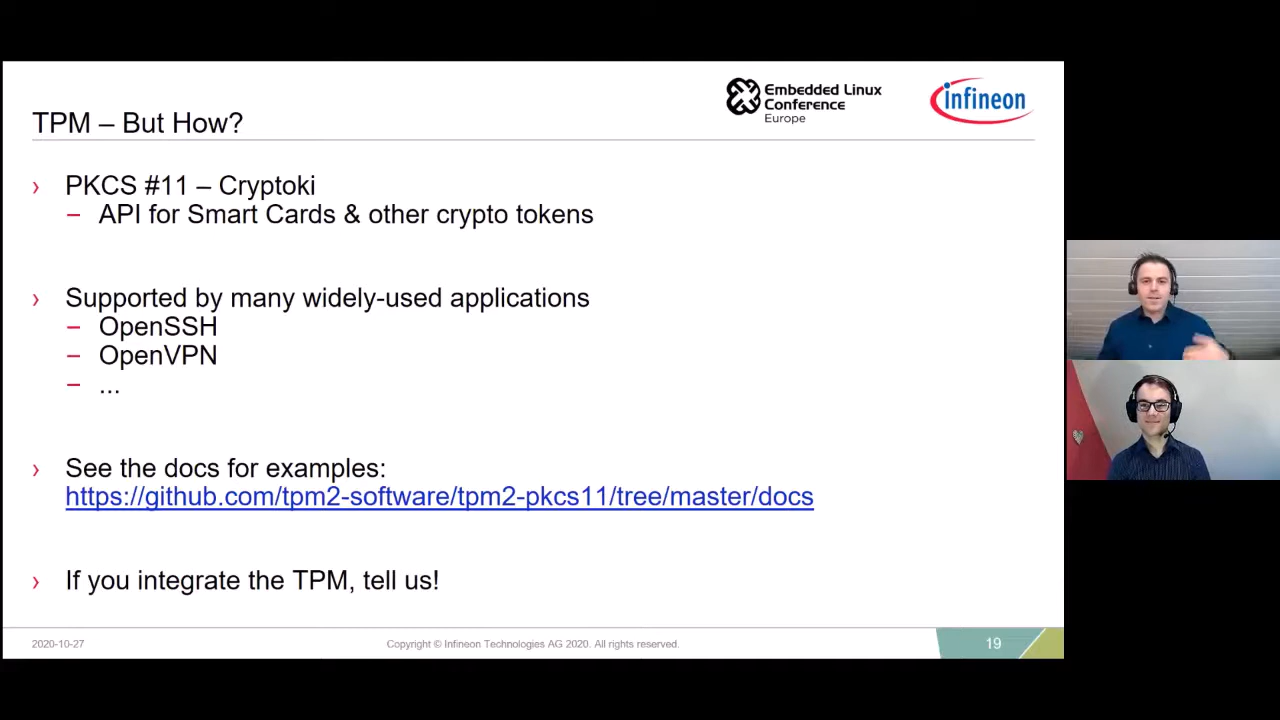 Embedded Linux
Conference
Europe
infineon
TPM – But How?
› PKCS #11 – Cryptoki
– API for Smart Cards & other crypto tokens
› Supported by many widely-used applications
– OpenSSH
– OpenVPN
– ...
› See the docs for examples:
https://github.com/tpm2-software/tpm2-pkcs11/tree/master/docs
› If you integrate the TPM, tell us!
2020-10-27
Copyright © Infineon Technologies AG 2020. All rights reserved.
19